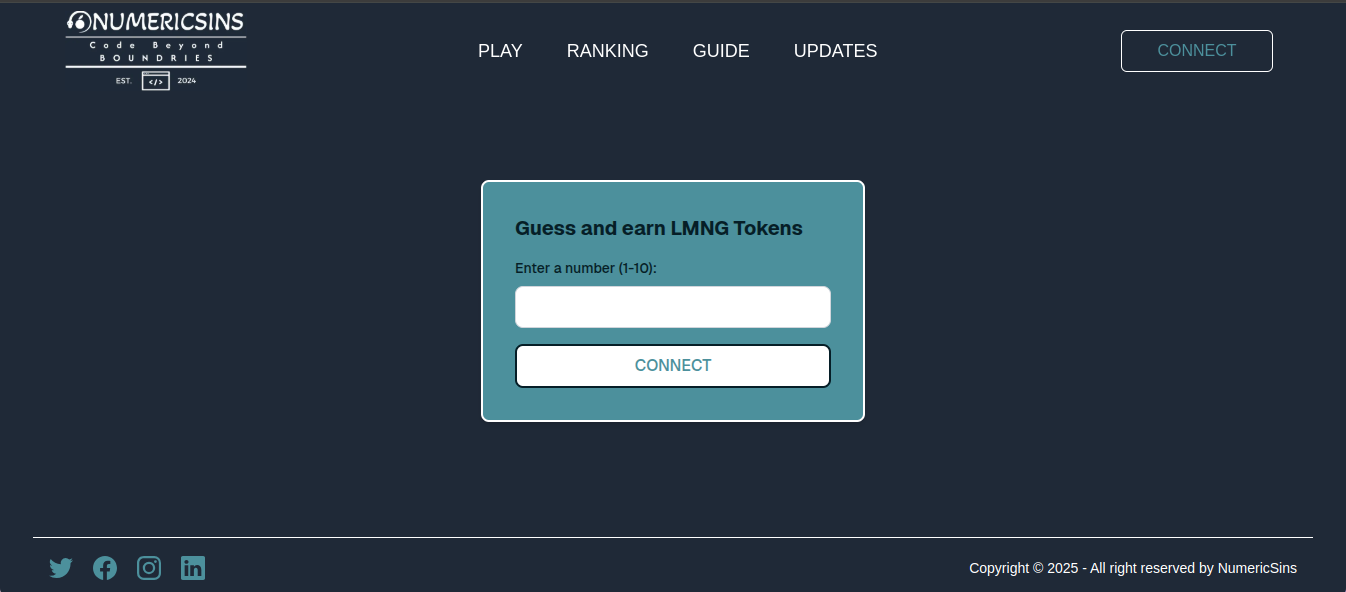 NUMERICSINS
Code Beyond
BOUNDRIES
EST. </> 2024
PLAY RANKING GUIDE UPDATES
CONNECT
Guess and earn LMNG Tokens
Enter a number (1-10):
CONNECT
Copyright © 2025 - All right reserved by NumericSins